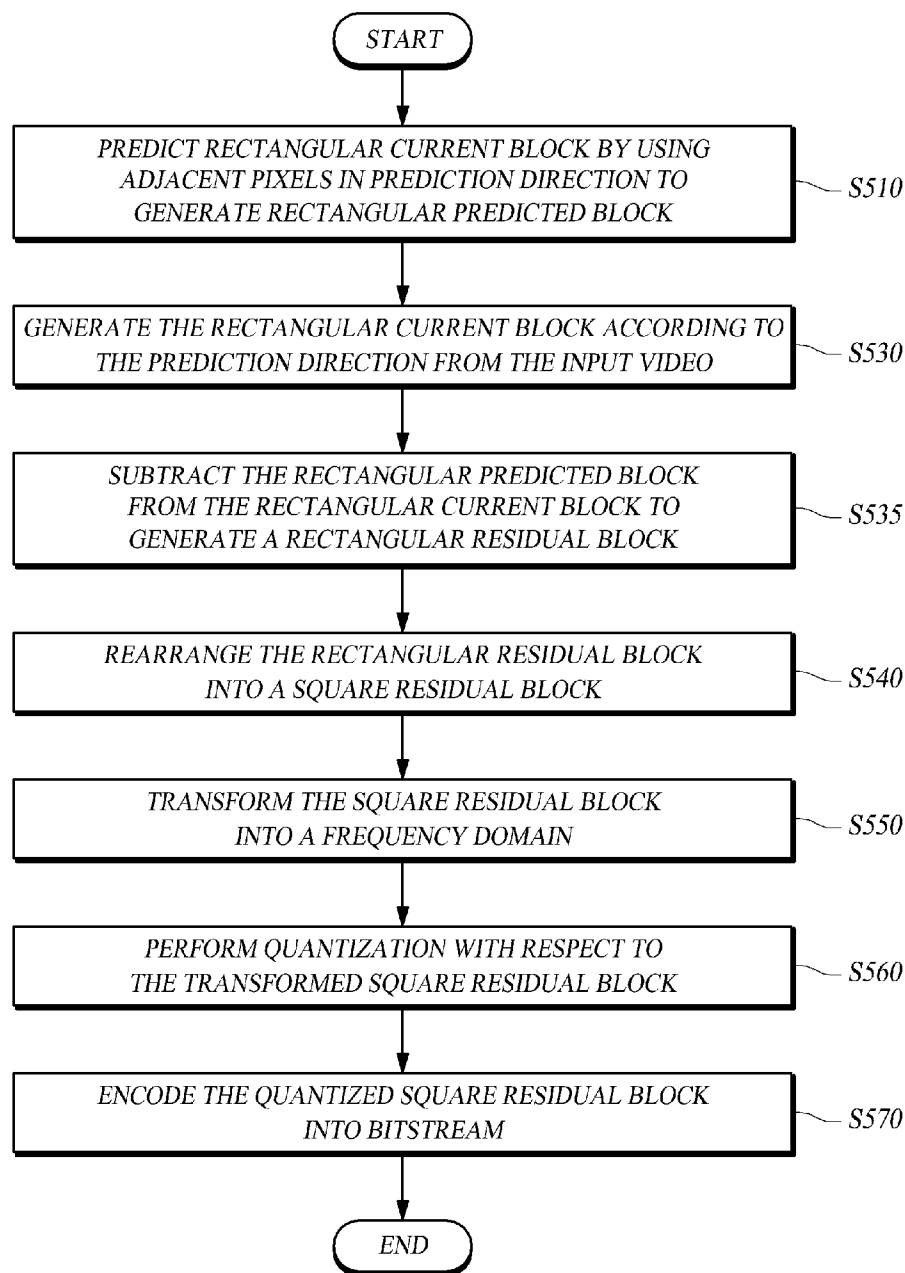 START
PREDICT RECTANGULAR CURRENT BLOCK BY USING
ADJACENT PIXELS IN PREDICTION DIRECTION TO
GENERATE RECTANGULAR PREDICTED BLOCK
S510
GENERATE THE RECTANGULAR CURRENT BLOCK ACCORDING TO
THE PREDICTION DIRECTION FROM THE INPUT VIDEO
S530
SUBTRACT THE RECTANGULAR PREDICTED BLOCK
FROM THE RECTANGULAR CURRENT BLOCK TO
GENERATE A RECTANGULAR RESIDUAL BLOCK
S535
REARRANGE THE RECTANGULAR RESIDUAL BLOCK
INTO A SQUARE RESIDUAL BLOCK
S540
TRANSFORM THE SQUARE RESIDUAL BLOCK
INTO A FREQUENCY DOMAIN
S550
PERFORM QUANTIZATION WITH RESPECT TO
THE TRANSFORMED SQUARE RESIDUAL BLOCK
S560
ENCODE THE QUANTIZED SQUARE RESIDUAL BLOCK
INTO BITSTREAM
S570
END